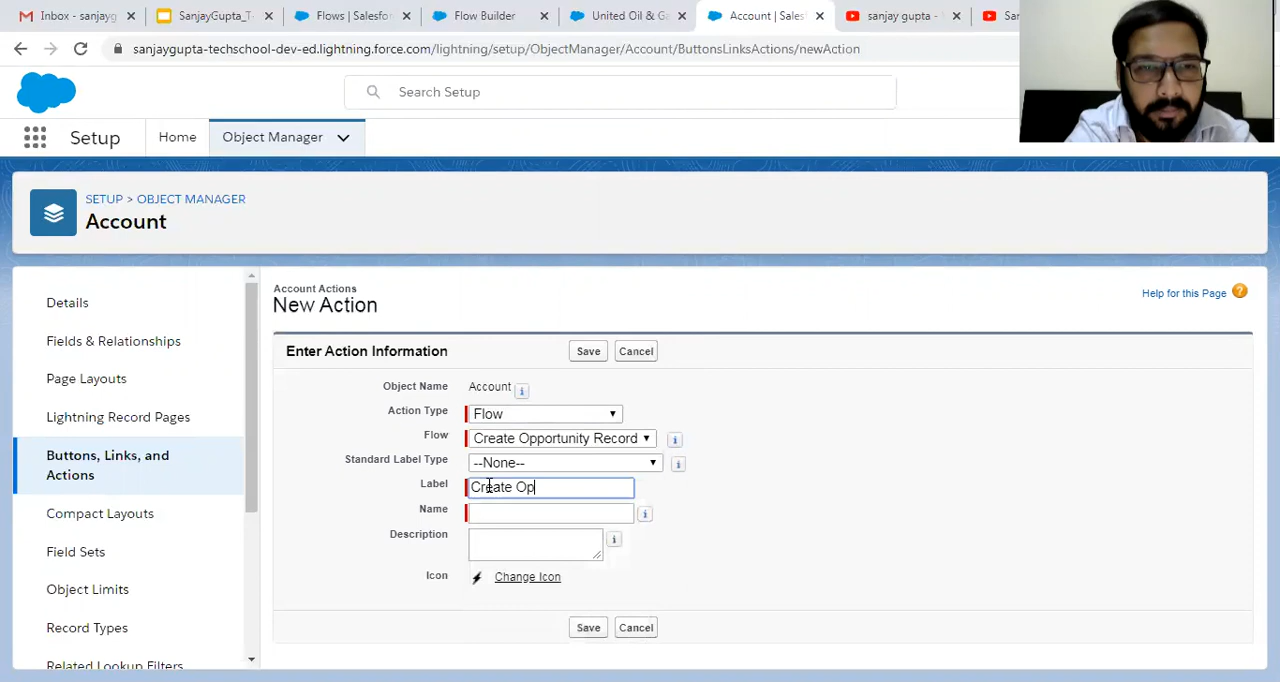 Inbox - sanjayg
SanjayGupta_T
Flows | Salesfor
Flow Builder
United Oil & Ga
Account | Sales
sanjay gupta -
Sar
sanjaygupta-techschool-dev-ed.lightning.force.com/lightning/setup/ObjectManager/Account/ButtonsLinksActions/newAction
Search Setup
Setup
Home
Object Manager
SETUP > OBJECT MANAGER
Account
Details
Fields & Relationships
Page Layouts
Lightning Record Pages
Buttons, Links, and
Actions
Compact Layouts
Field Sets
Object Limits
Record Types
Related Lookup Filters
Account Actions
New Action
Help for this Page
Enter Action Information
Save Cancel
Object Name Account
Action Type Flow
Flow Create Opportunity Record
Standard Label Type --None--
Label Create Op
Name
Description
Icon Change Icon
Save Cancel